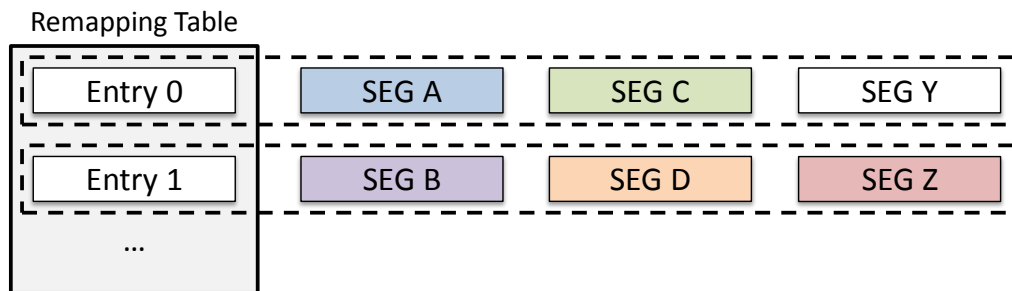 Remapping Table
Entry 0 SEG A SEG C SEG Y
Entry 1 SEG B SEG D SEG Z
...